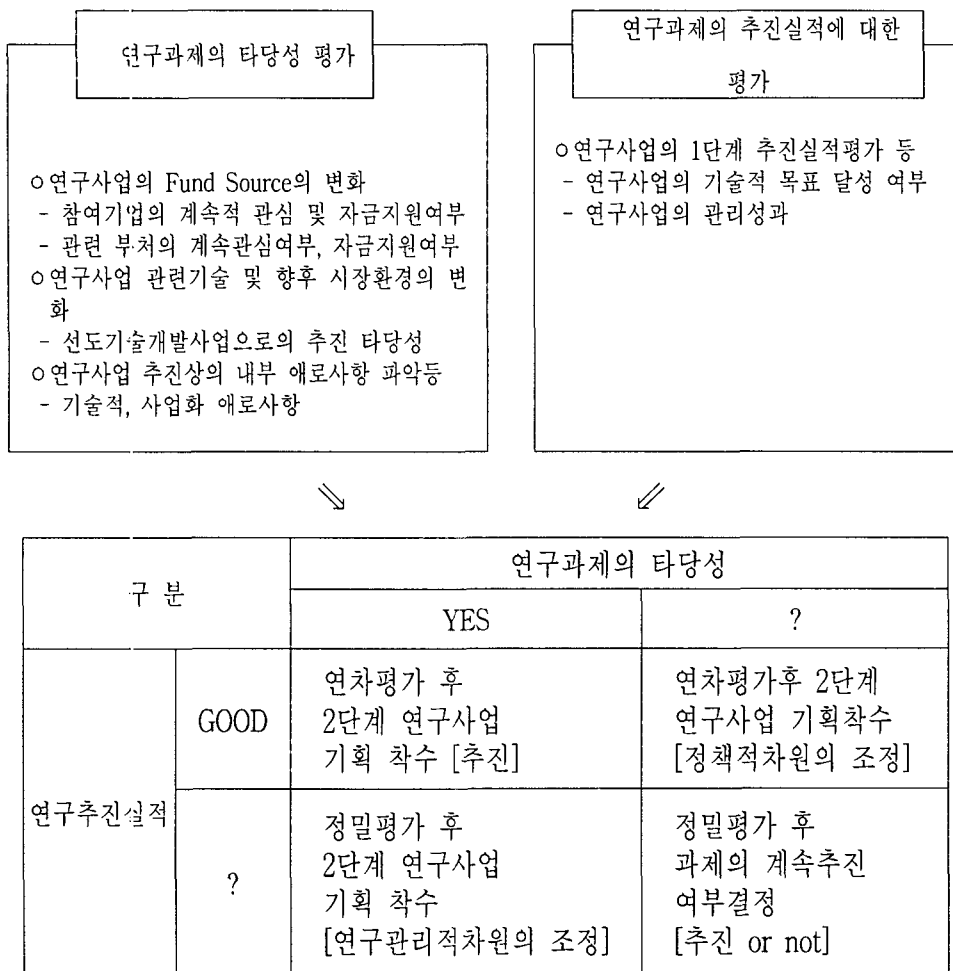 연구과제의 타당성 평가
○연구사업의 Fund Source의 변화
- 참여기업의 계속적 관심 및 자금지원여부
- 관련 부처의 계속관심여부, 자금지원여부
○연구사업 관련기술 및 향후 시장환경의 변
화
- 선도기술개발사업으로의 추진 타당성
○연구사업 추진상의 내부 애로사항 파악등
- 기술적, 사업화 애로사항
연구과제의 추진실적에 대한
평가
○연구사업의 1단계 추진실적평가 등
- 연구사업의 기술적 목표 달성 여부
- 연구사업의 관리성과
구 분
연구과제의 타당성
YES
?
연구추진실적
GOOD
연차평가 후
2단계 연구사업
기획 착수 [추진]
연차평가후 2단계
연구사업 기획착수
[정책적차원의 조정]
?
정밀평가 후
2단계 연구사업
기획 착수
[연구관리적차원의 조정]
정밀평가 후
과제의 계속추진
여부결정
[추진 or not]